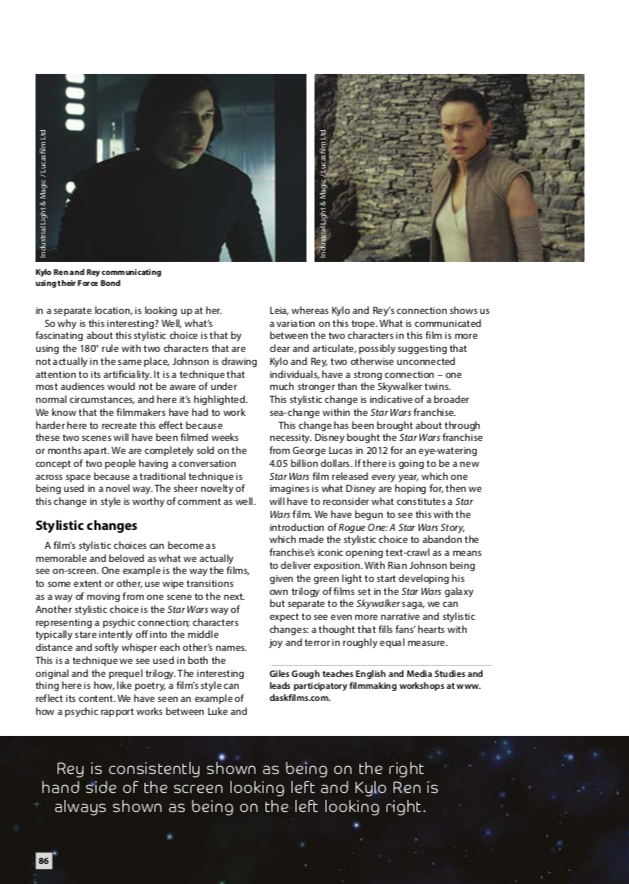 Industrial Light & Magic / Lucasfilm Ltd
Industrial Light & Magic / Lucasfilm Ltd
Kylo Ren and Rey communicating
using their Force Bond
in a separate location, is looking up at her.
So why is this interesting? Well, what's
fascinating about this stylistic choice is that by
using the 180° rule with two characters that are
not actually in the same place, Johnson is drawing
attention to its artificiality. It is a technique that
most audiences would not be aware of under
normal circumstances, and here it's highlighted.
We know that the filmmakers have had to work
harder here to recreate this effect because
these two scenes will have been filmed weeks
or months apart. We are completely sold on the
concept of two people having a conversation
across space because a traditional technique is
being used in a novel way. The sheer novelty of
this change in style is worthy of comment as well.
Stylistic changes
A film's stylistic choices can become as
memorable and beloved as what we actually
see on-screen. One example is the way the films,
to some extent or other, use wipe transitions
as a way of moving from one scene to the next.
Another stylistic choice is the Star Wars way of
representing a psychic connection; characters
typically stare intently off into the middle
distance and softly whisper each other's names.
This is a technique we see used in both the
original and the prequel trilogy. The interesting
thing here is how, like poetry, a film's style can
reflect its content. We have seen an example of
how a psychic rapport works between Luke and
Leia, whereas Kylo and Rey's connection shows us
a variation on this trope. What is communicated
between the two characters in this film is more
clear and articulate, possibly suggesting that
Kylo and Rey, two otherwise unconnected
individuals, have a strong connection – one
much stronger than the Skywalker twins.
This stylistic change is indicative of a broader
sea-change within the Star Wars franchise.
This change has been brought about through
necessity. Disney bought the Star Wars franchise
from George Lucas in 2012 for an eye-watering
4.05 billion dollars. If there is going to be a new
Star Wars film released every year, which one
imagines is what Disney are hoping for, then we
will have to reconsider what constitutes a Star
Wars film. We have begun to see this with the
introduction of Rogue One: A Star Wars Story,
which made the stylistic choice to abandon the
franchise's iconic opening text-crawl as a means
to deliver exposition. With Rian Johnson being
given the green light to start developing his
own trilogy of films set in the Star Wars galaxy
but separate to the Skywalker saga, we can
expect to see even more narrative and stylistic
changes: a thought that fills fans' hearts with
joy and terror in roughly equal measure.
Giles Gough teaches English and Media Studies and
leads participatory filmmaking workshops at www.
daskfilms.com.
Rey is consistently shown as being on the right
hand side of the screen looking left and Kylo Ren is
always shown as being on the left looking right.
86